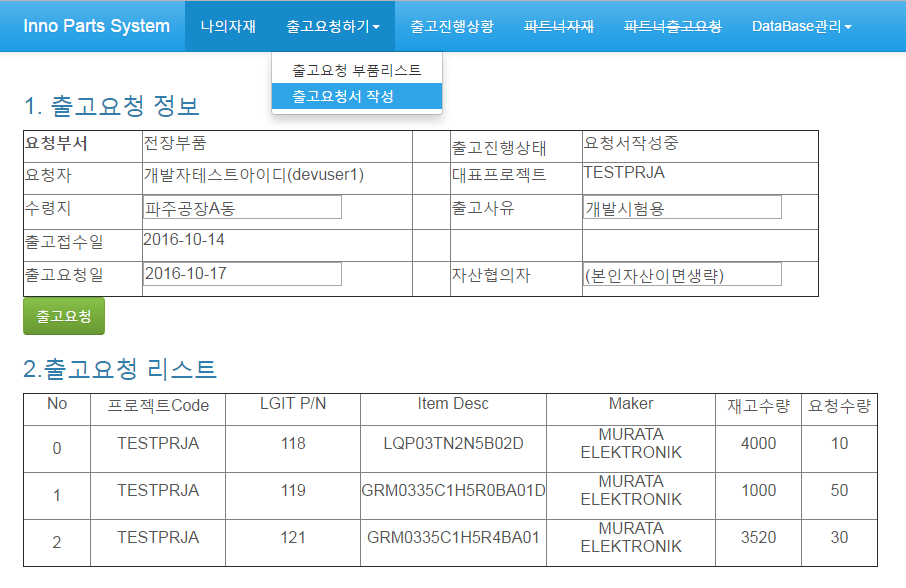 Inno Parts System 나의자재 출고요청하기 출고진행상황 파트너자재 파트너출고요청 DataBase관리
출고요청 부품리스트
출고요청서 작성
1. 출고요청 정보
요청부서 전장부품 출고진행상태 요청서작성중
요청자 개발자테스트아이디(devuser1) 대표프로젝트 TESTPRJA
수령지 파주공장A동 출고사유 개발시험용
출고접수일 2016-10-14
출고요청일 2016-10-17 자산협의자 (본인자산이면생략)
출고요청
2.출고요청 리스트
No 프로젝트Code LGIT P/N Item Desc Maker 재고수량 요청수량
0 TESTPRJA 118 LQP03TN2N5B02D MURATA ELEKTRONIK 4000 10
1 TESTPRJA 119 GRM0335C1H5R0BA01D MURATA ELEKTRONIK 1000 50
2 TESTPRJA 121 GRM0335C1H5R4BA01 MURATA ELEKTRONIK 3520 30